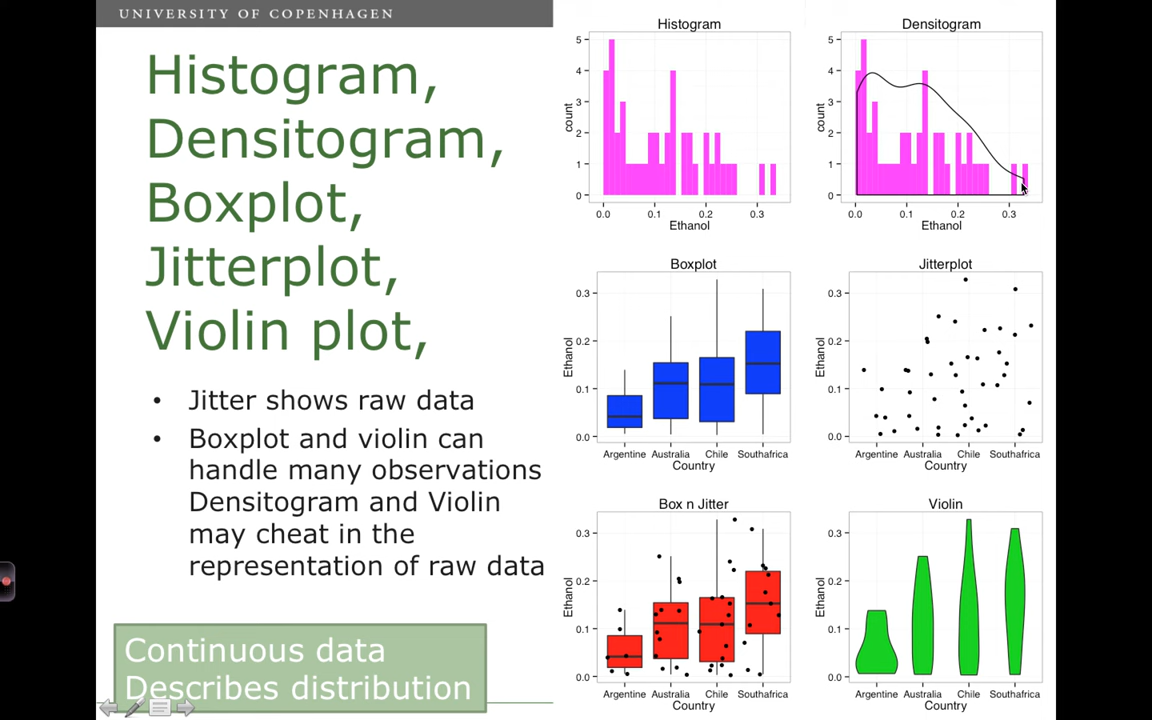 UNIVERSITY OF COPENHAGEN
Histogram,
Densitogram,
Boxplot,
Jitterplot,
Violin plot,
• Jitter shows raw data
• Boxplot and violin can
handle many observations
Densitogram and Violin
may cheat in the
representation of raw data
Continuous data
Describes distribution
Histogram
count
5
4
3
2
1
0
0.0 0.1 0.2 0.3
Ethanol
Densitogram
count
5
4
3
2
1
0
0.0 0.1 0.2 0.3
Ethanol
Boxplot
Ethanol
0.3
0.2
0.1
0.0
Argentine Australia Chile Southafrica
Country
Jitterplot
Ethanol
0.3
0.2
0.1
0.0
Argentine Australia Chile Southafrica
Country
Box n Jitter
Ethanol
0.3
0.2
0.1
0.0
Argentine Australia Chile Southafrica
Country
Violin
Ethanol
0.3
0.2
0.1
0.0
Argentine Australia Chile Southafrica
Country